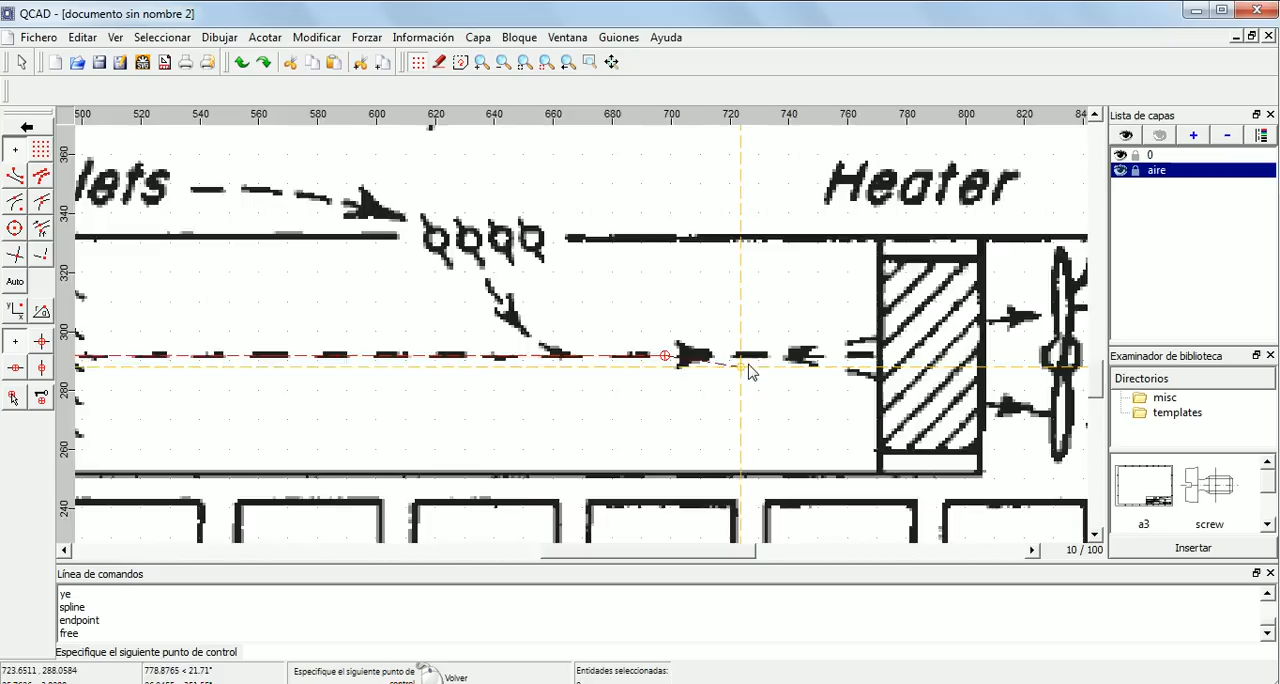 QCAD - [documento sin nombre 2]
Fichero Editar Ver Seleccionar Dibujar Acotar Modificar Forzar Información Capa Bloque Ventana Guiones Ayuda
500 520 540 560 580 600 620 640 660 680 700 720 740 760 780 800 820 84
Lista de capas
0
aire
360
340
320
300
280
260
240
lets
Heater
Auto
Examinador de biblioteca
Directorios
misc
templates
a3
screw
Insertar
10 / 100
Línea de comandos
ye
spline
endpoint
free
Especifique el siguiente punto de control
723.6511 , 288.0584
778.8765 < 21.71°
Especifique el siguiente punto de
Volver
Entidades seleccionadas: